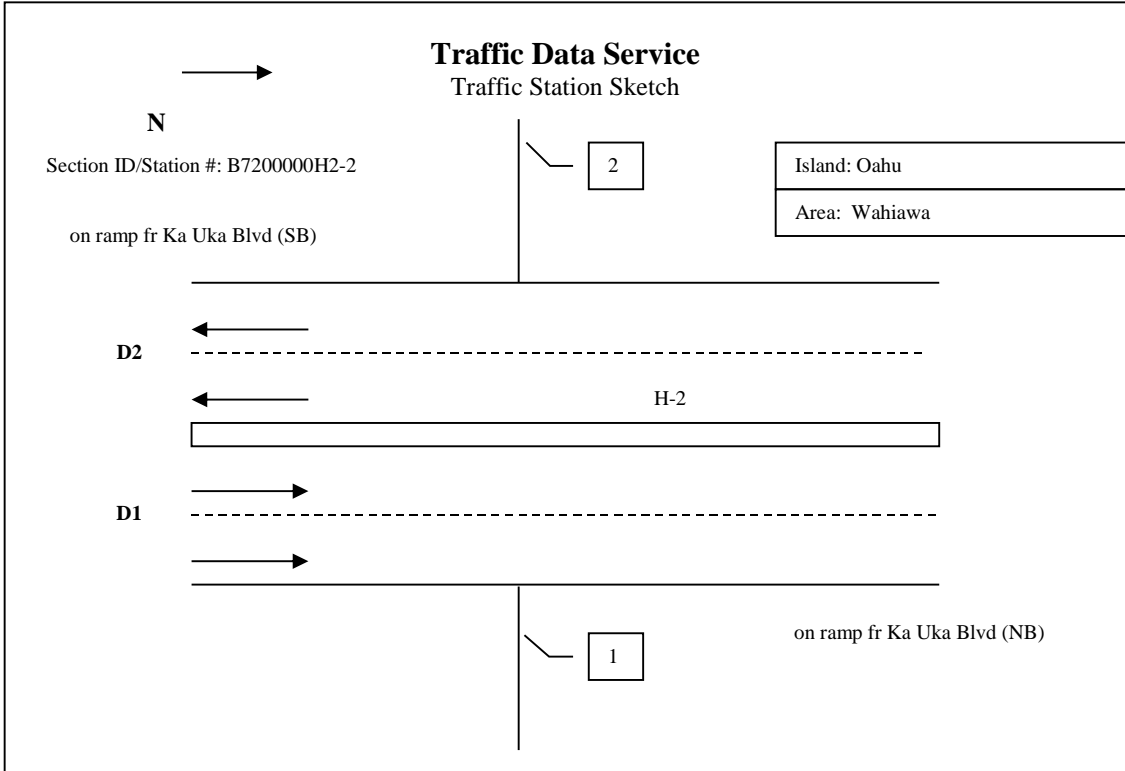 Traffic Data Service
Traffic Station Sketch
N
Section ID/Station #: B7200000H2-2
2
Island: Oahu
Area: Wahiawa
on ramp fr Ka Uka Blvd (SB)
D2
H-2
D1
on ramp fr Ka Uka Blvd (NB)
1